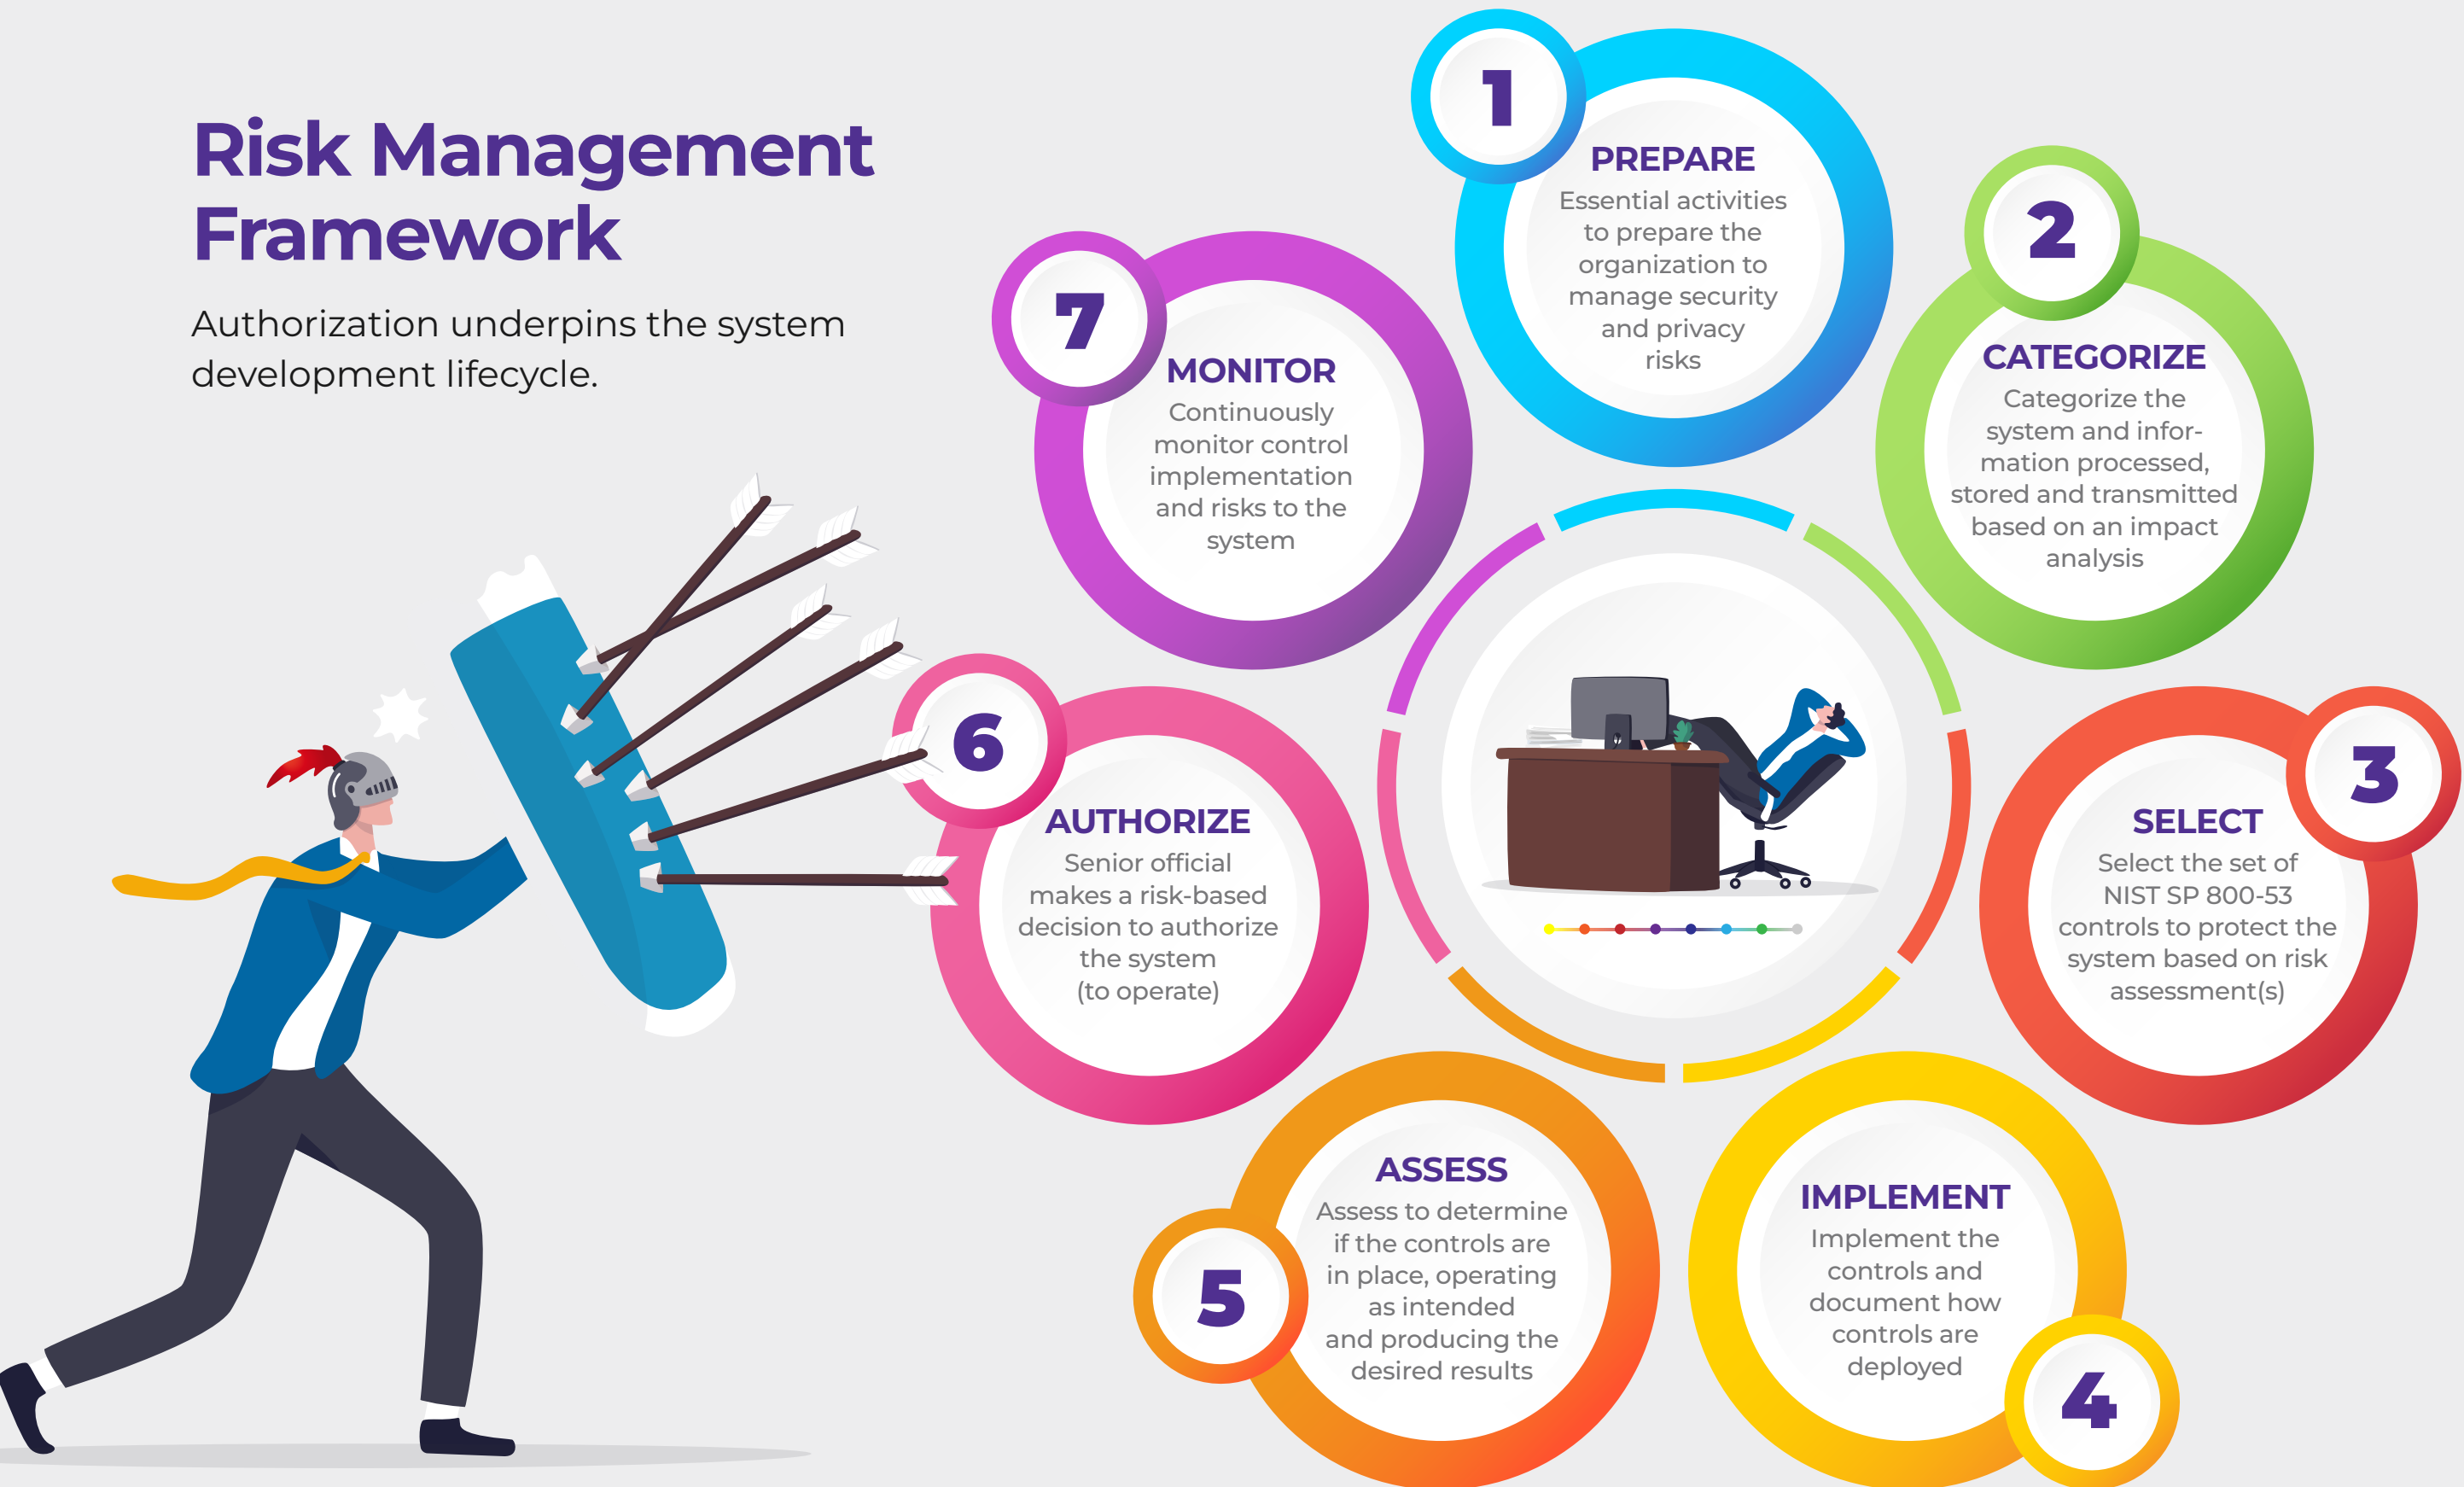 Risk Management
Framework
Authorization underpins the system
development lifecycle.
1
PREPARE
Essential activities
to prepare the
organization to
manage security
and privacy
risks
2
CATEGORIZE
Categorize the
system and infor-
mation processed,
stored and transmitted
based on an impact
analysis
3
SELECT
Select the set of
NIST SP 800-53
controls to protect the
system based on risk
assessment(s)
4
IMPLEMENT
Implement the
controls and
document how
controls are
deployed
5
ASSESS
Assess to determine
if the controls are
in place, operating
as intended
and producing the
desired results
6
AUTHORIZE
Senior official
makes a risk-based
decision to authorize
the system
(to operate)
7
MONITOR
Continuously
monitor control
implementation
and risks to the
system